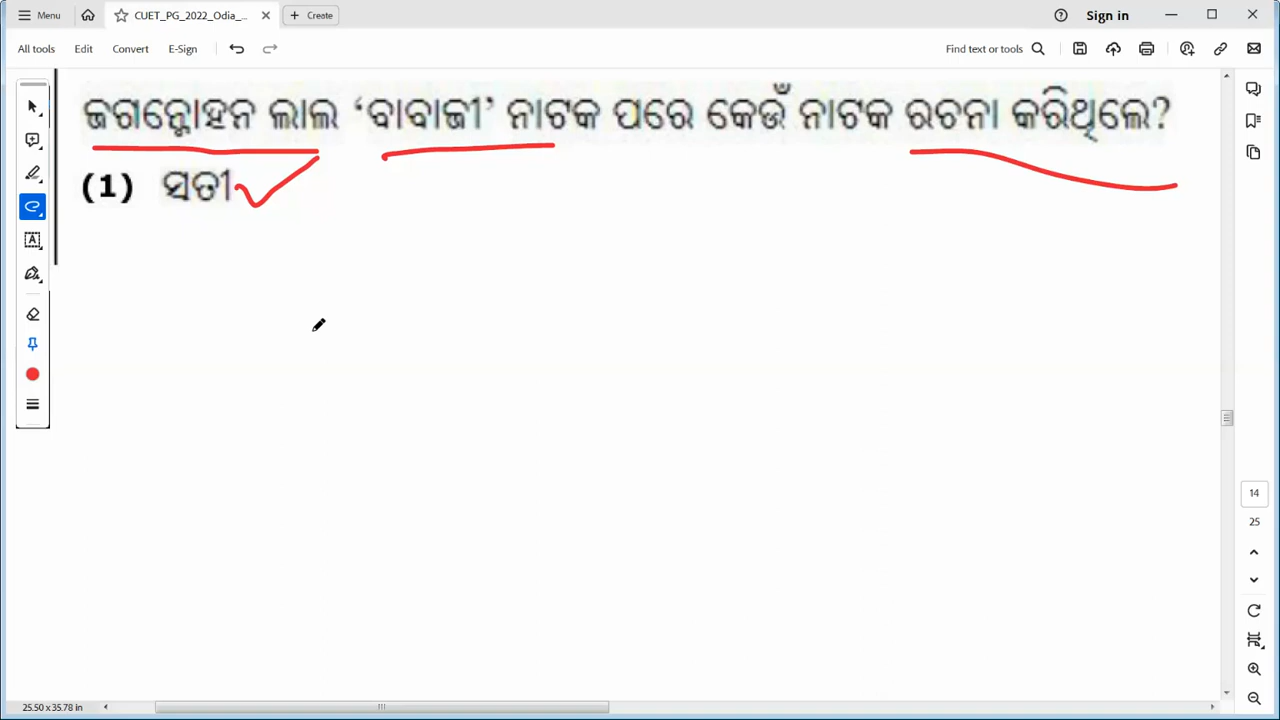 Menu
CUET_PG_2022_Odia_...
Create
Sign in
All tools
Edit
Convert
E-Sign
Find text or tools
ଜଗନ୍ମୋହନ ଲାଲ ‘ବାବାଜୀ’ ନାଟକ ପରେ କେଉଁ ନାଟକ ରଚନା କରିଥିଲେ?
(1) ସତୀ
14
25
25.50 x 35.78 in